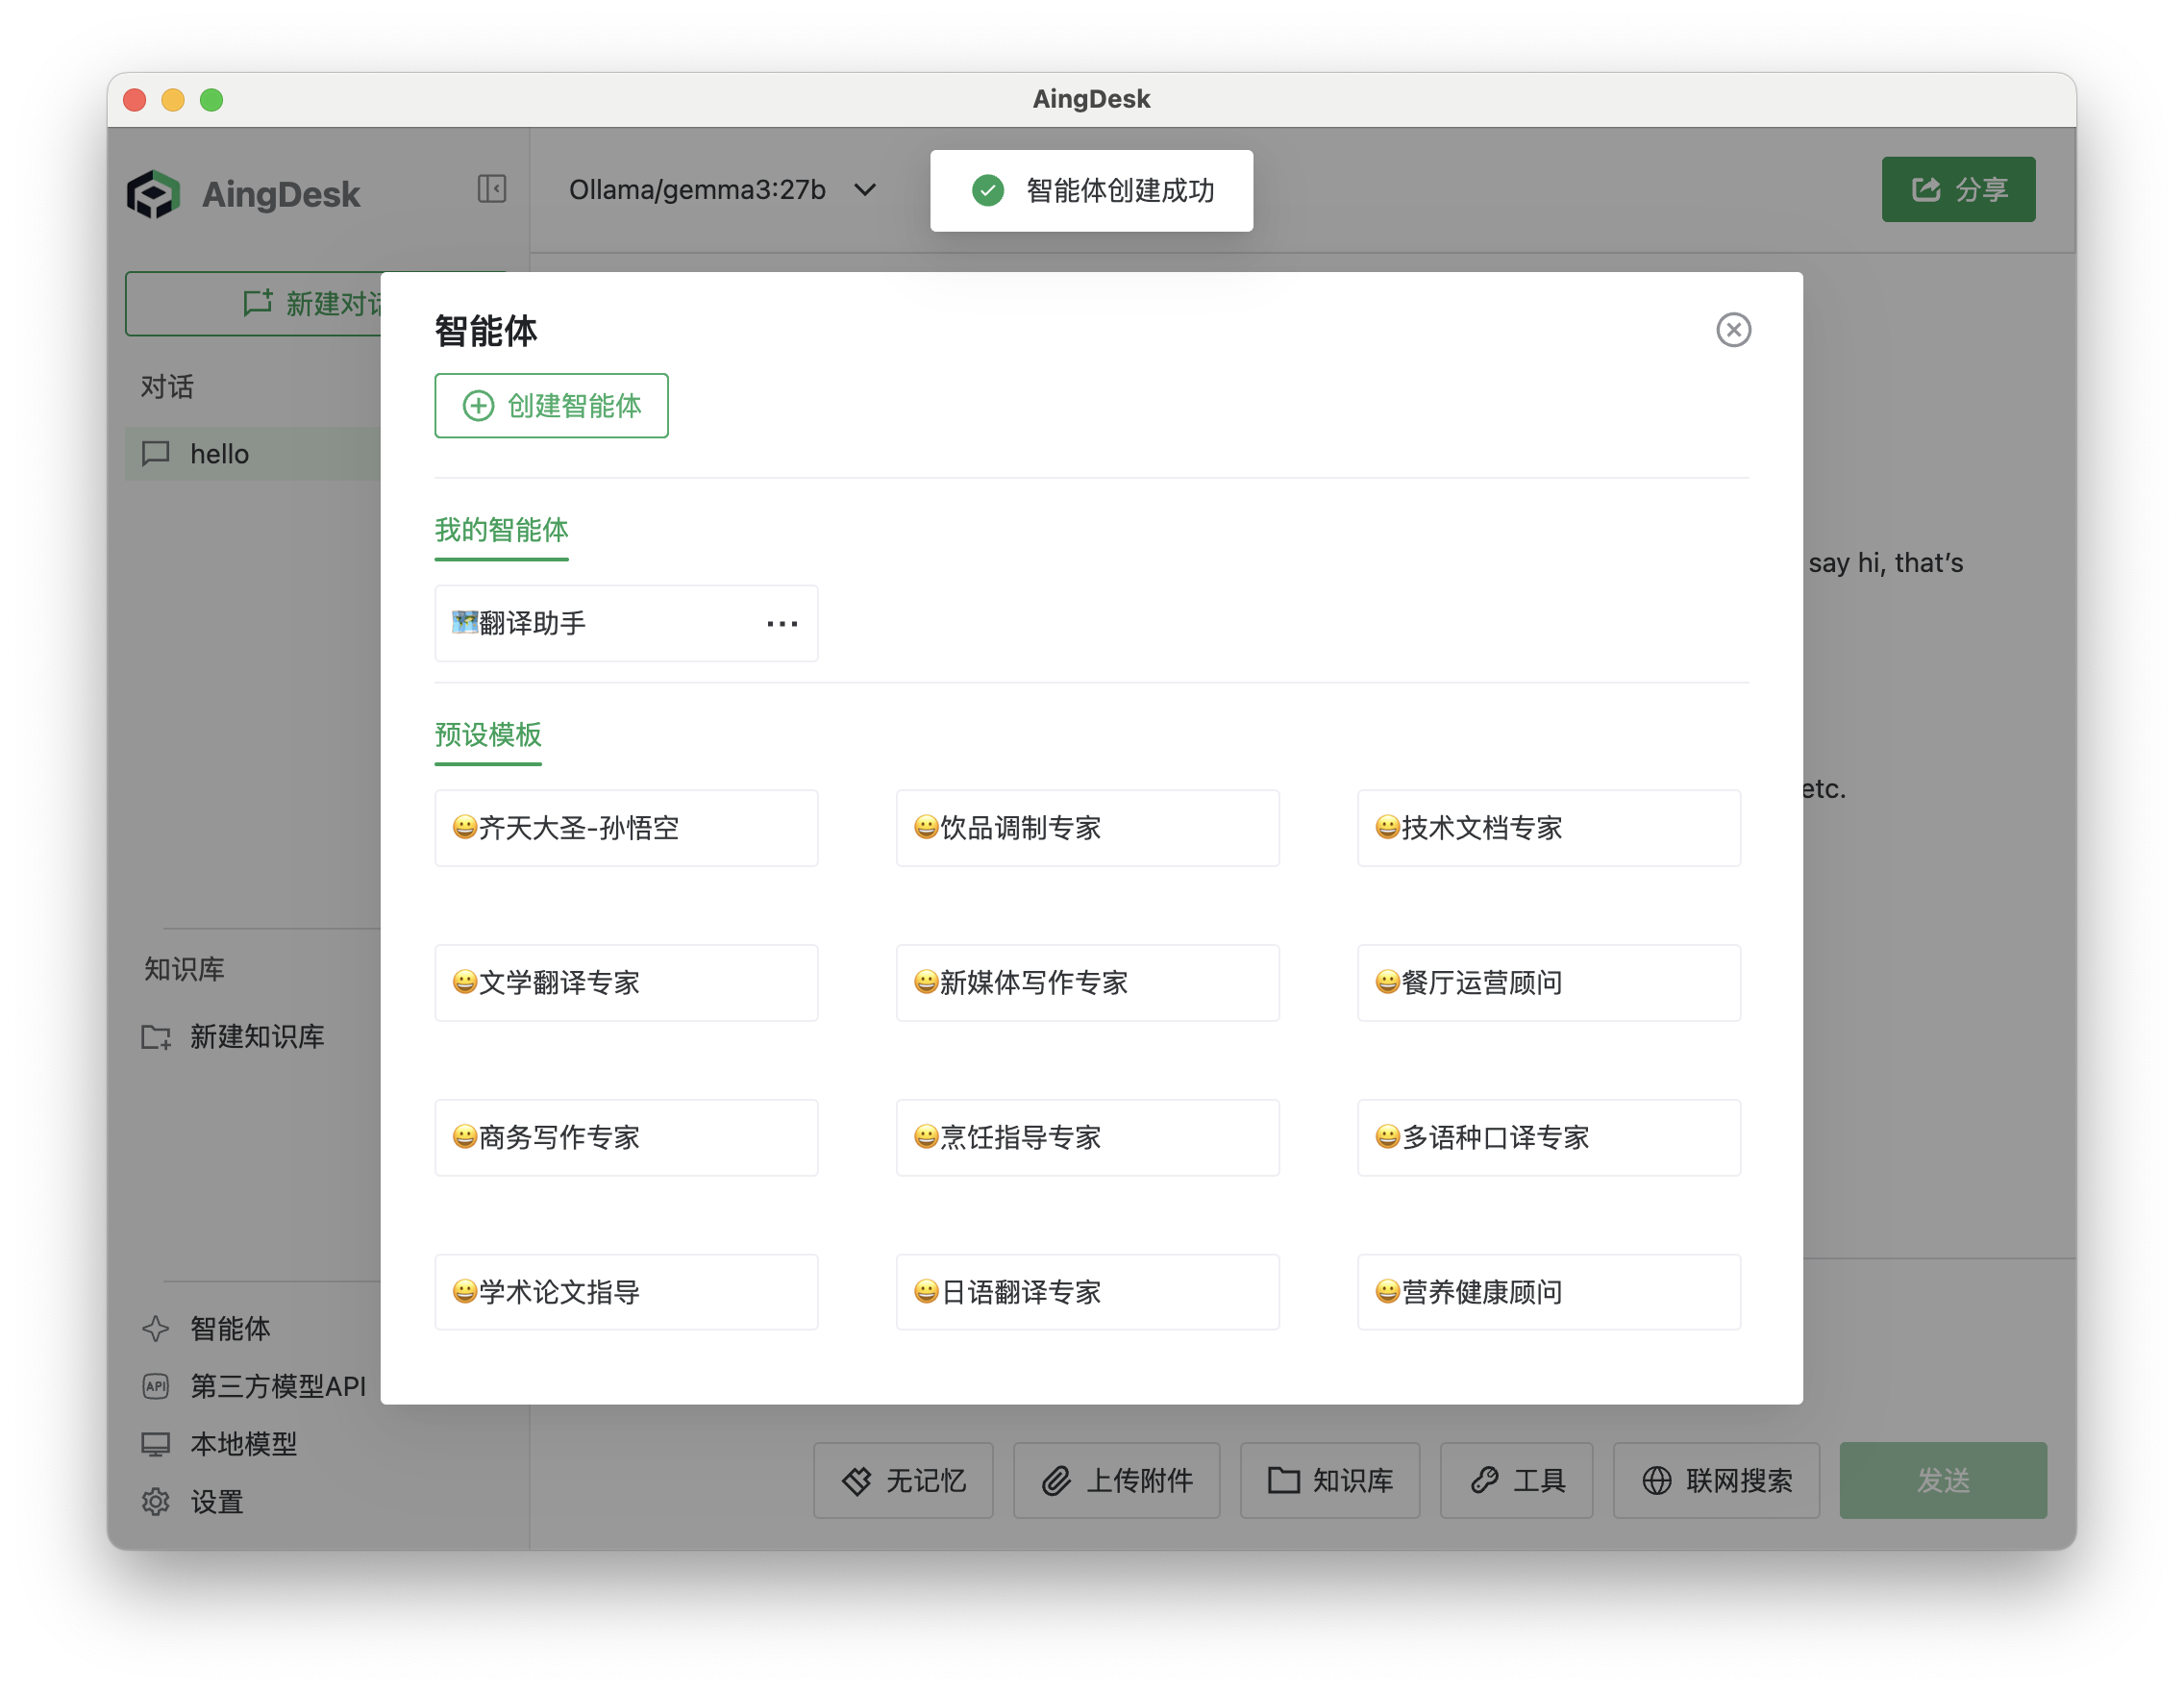 AingDesk
AingDesk
Ollama/gemma3:27b
智能体创建成功
分享
新建对话
对话
hello
智能体
创建智能体
我的智能体
翻译助手
say hi, that’s
预设模板
齐天大圣-孙悟空
饮品调制专家
技术文档专家
etc.
文学翻译专家
新媒体写作专家
餐厅运营顾问
知识库
新建知识库
商务写作专家
烹饪指导专家
多语种口译专家
学术论文指导
日语翻译专家
营养健康顾问
智能体
API
第三方模型API
本地模型
设置
无记忆
上传附件
知识库
工具
联网搜索
发送